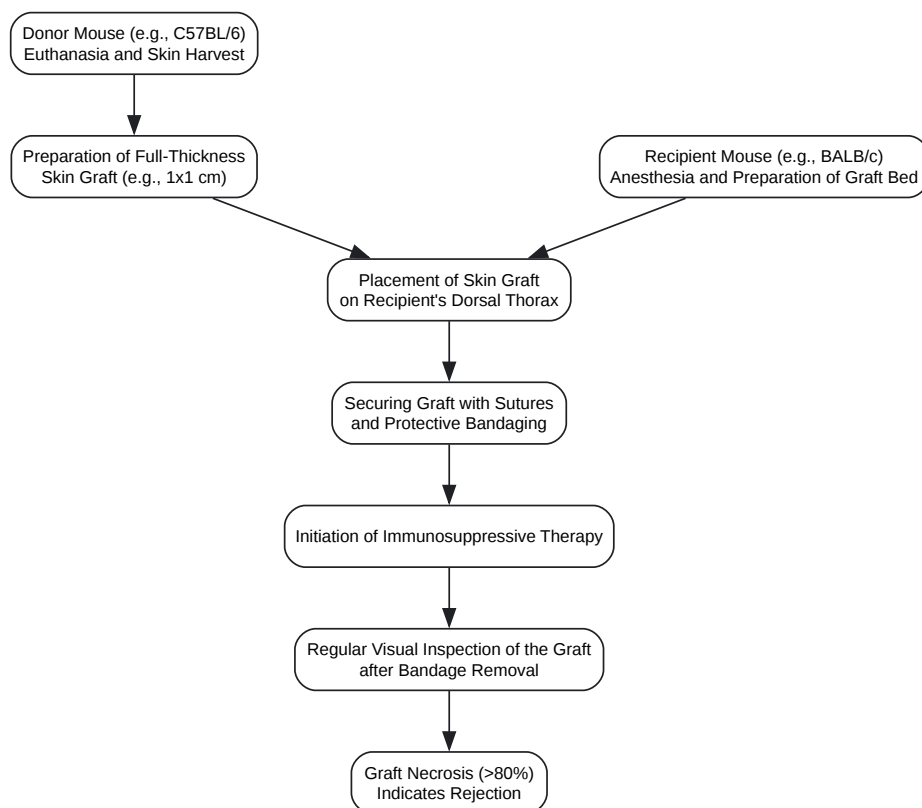 Donor Mouse (e.g., C57BL/6)
Euthanasia and Skin Harvest
Preparation of Full-Thickness
Skin Graft (e.g., 1x1 cm)
Recipient Mouse (e.g., BALB/c)
Anesthesia and Preparation of Graft Bed
Placement of Skin Graft
on Recipient's Dorsal Thorax
Securing Graft with Sutures
and Protective Bandaging
Initiation of Immunosuppressive Therapy
Regular Visual Inspection of the Graft
after Bandage Removal
Graft Necrosis (>80%)
Indicates Rejection